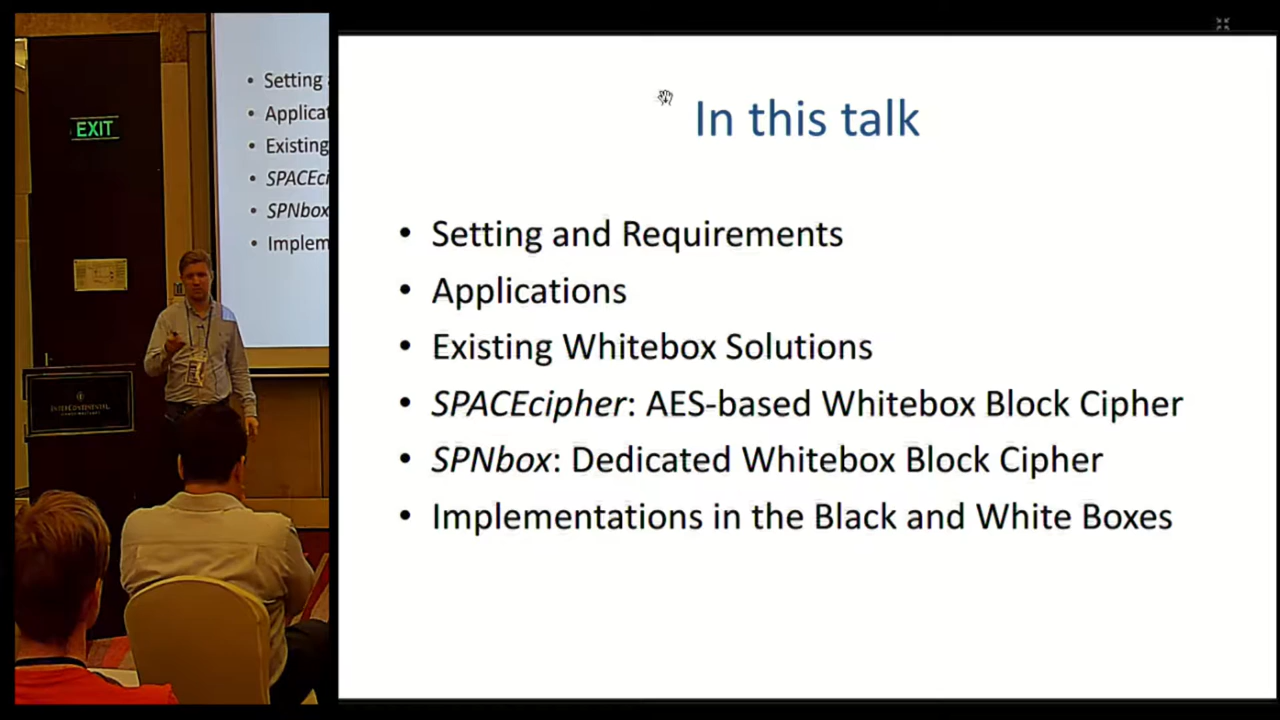 EXIT
Setting
Applicat
Existing
SPACEci
SPNbox
Implem
INTERCONTINENTAL
In this talk
• Setting and Requirements
• Applications
• Existing Whitebox Solutions
• SPACEcipher: AES-based Whitebox Block Cipher
• SPNbox: Dedicated Whitebox Block Cipher
• Implementations in the Black and White Boxes